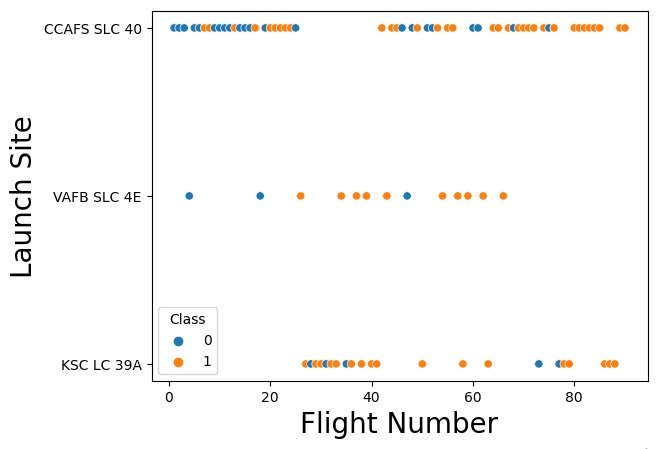 CCAFS SLC 40
VAFB SLC 4E
KSC LC 39A
Launch Site
Class
0
1
0
20
40
60
80
Flight Number